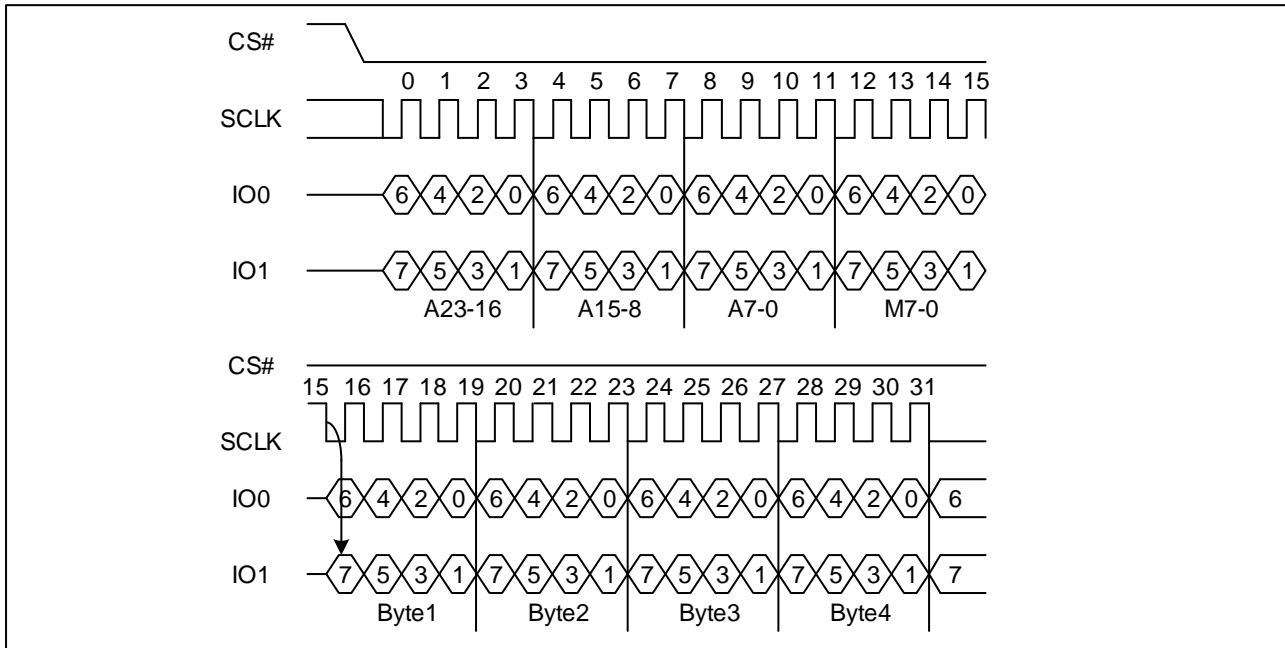 CS#
0 1 2 3 4 5 6 7 8 9 10 11 12 13 14 15
SCLK
IO0 6 4 2 0 6 4 2 0 6 4 2 0 6 4 2 0
IO1 7 5 3 1 7 5 3 1 7 5 3 1 7 5 3 1
A23-16 A15-8 A7-0 M7-0
CS#
15 16 17 18 19 20 21 22 23 24 25 26 27 28 29 30 31
SCLK
IO0 6 4 2 0 6 4 2 0 6 4 2 0 6 4 2 0 6
IO1 7 5 3 1 7 5 3 1 7 5 3 1 7 5 3 1 7
Byte1 Byte2 Byte3 Byte4